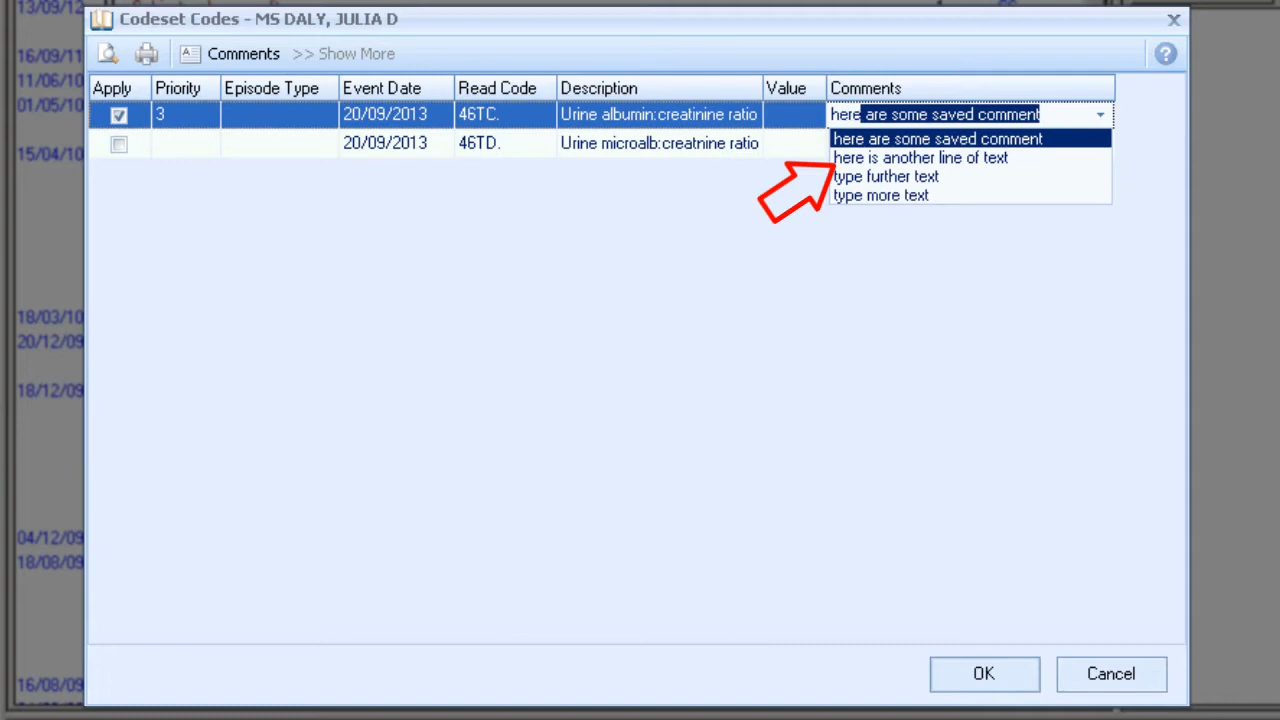 13/09/12
Codeset Codes - MS DALY, JULIA D
16/09/11
Comments >> Show More
11/06/10
Apply Priority Episode Type Event Date Read Code Description Value Comments
01/05/10
3 20/09/2013 46TC. Urine albumin:creatinine ratio here are some saved comment
20/09/2013 46TD. Urine microalb:creatnine ratio
here are some saved comment
15/04/10
here is another line of text
type further text
type more text
18/03/10
20/12/09
18/12/09
04/12/09
18/08/09
16/08/09
OK Cancel